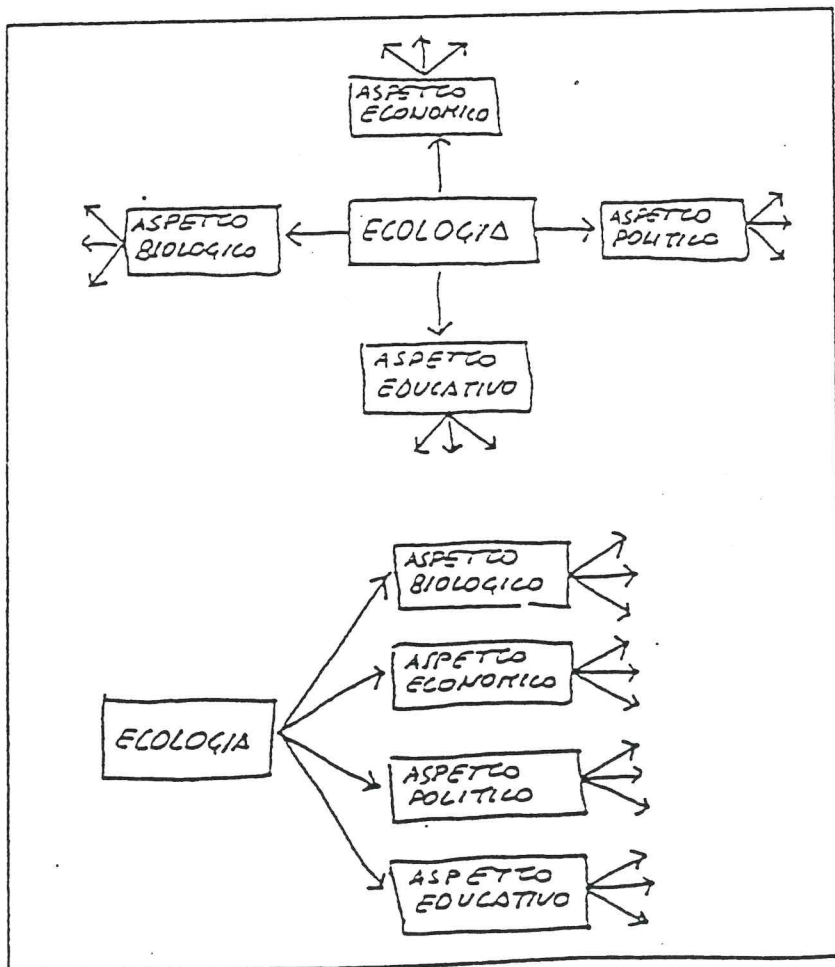 ASPETTO
ECONOMICO
ASPETTO
BIOLOGICO
ECOLOGIA
ASPETTO
POLITICO
ASPETTO
EDUCATIVO
ASPETTO
BIOLOGICO
ASPETTO
ECONOMICO
ECOLOGIA
ASPETTO
POLITICO
ASPETTO
EDUCATIVO